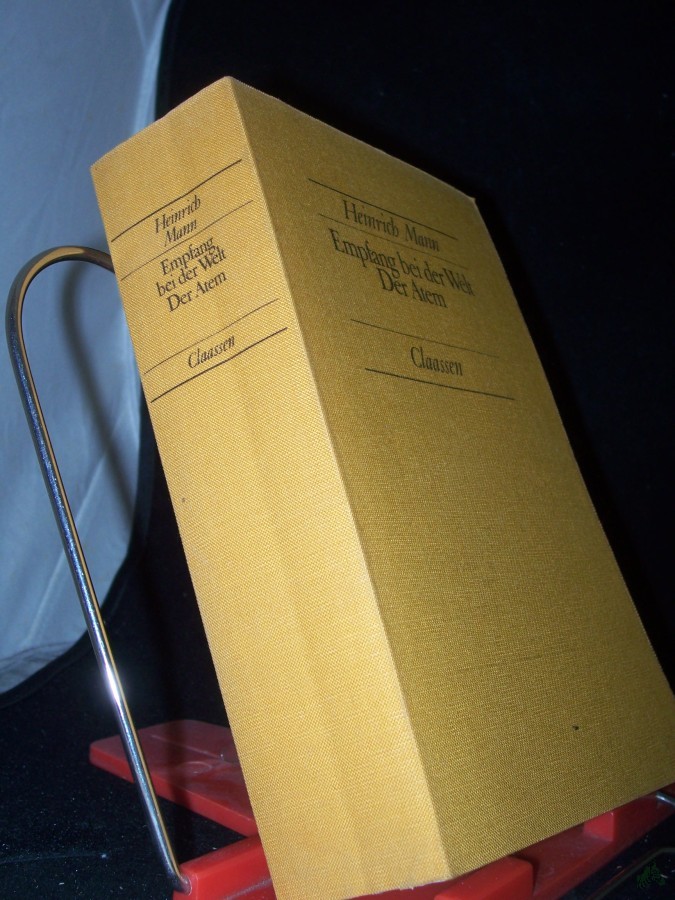 Heinrich
Mann
Empfang
bei der Welt
Der Atem
Claassen
Heinrich Mann
Empfang bei der Welt
Der Atem
Claassen